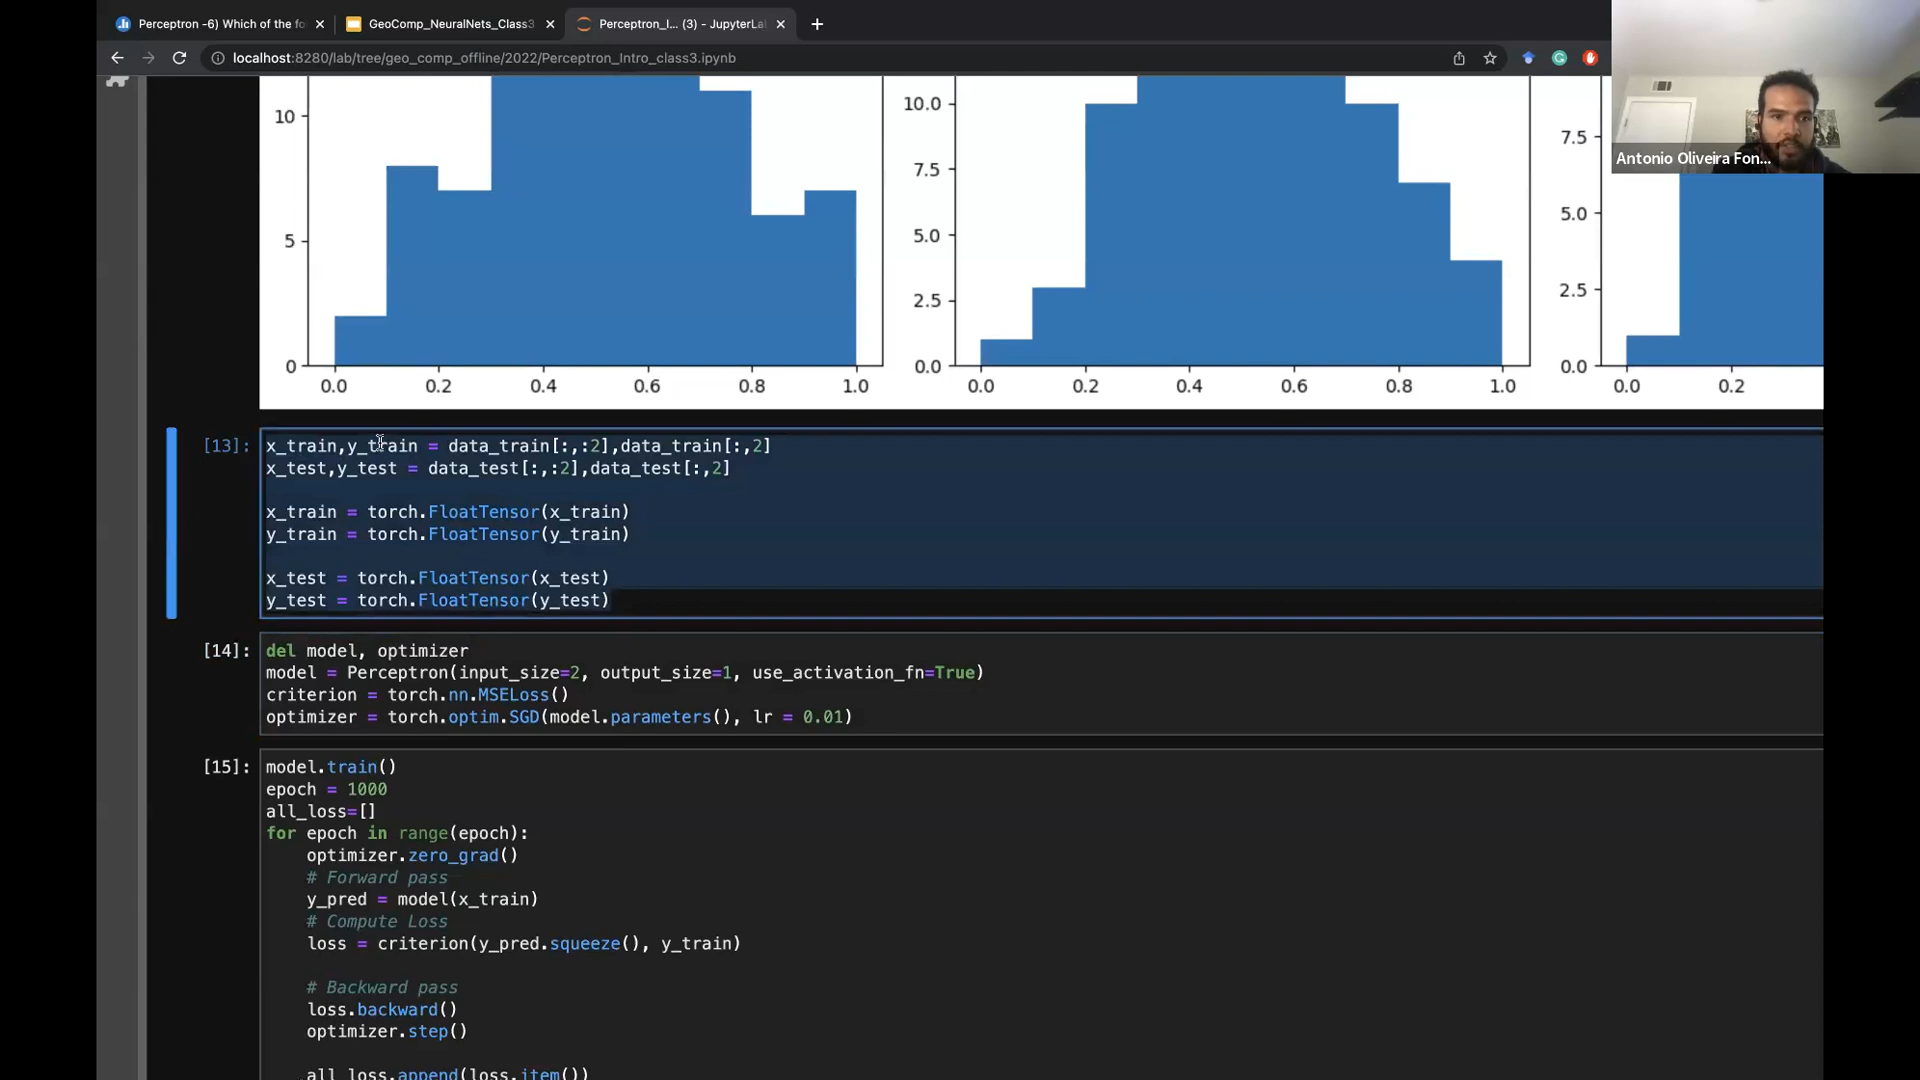 Perceptron -6) Which of the fo
GeoComp_NeuralNets_Class3
Perceptron_I... (3) - JupyterLa
localhost:8280/lab/tree/geo_comp_offline/2022/Perceptron_Intro_class3.ipynb
Antonio Oliveira Fon...
10
5
0
0.0 0.2 0.4 0.6 0.8 1.0
10.0
7.5
5.0
2.5
0.0
0.0 0.2 0.4 0.6 0.8 1.0
7.5
5.0
2.5
0.0
0.0 0.2
[13]:
x_train,y_train = data_train[:,:2],data_train[:,2]
x_test,y_test = data_test[:,:2],data_test[:,2]
x_train = torch.FloatTensor(x_train)
y_train = torch.FloatTensor(y_train)
x_test = torch.FloatTensor(x_test)
y_test = torch.FloatTensor(y_test)
[14]:
del model, optimizer
model = Perceptron(input_size=2, output_size=1, use_activation_fn=True)
criterion = torch.nn.MSELoss()
optimizer = torch.optim.SGD(model.parameters(), lr = 0.01)
[15]:
model.train()
epoch = 1000
all_loss=[]
for epoch in range(epoch):
optimizer.zero_grad()
# Forward pass
y_pred = model(x_train)
# Compute Loss
loss = criterion(y_pred.squeeze(), y_train)
# Backward pass
loss.backward()
optimizer.step()
all_loss.append(loss.item())